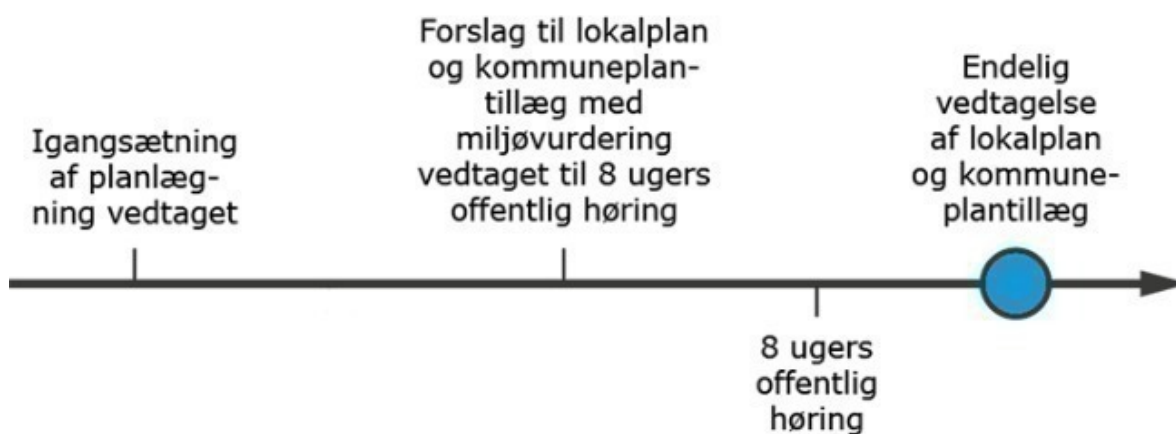 Igangsætning
af planlæg-
ning vedtaget
Forslag til lokalplan
og kommuneplan-
tillæg med
miljøvurdering
vedtaget til 8 ugers
offentlig høring
8 ugers
offentlig
høring
Endelig
vedtagelse
af lokalplan
og kommune-
plantillæg